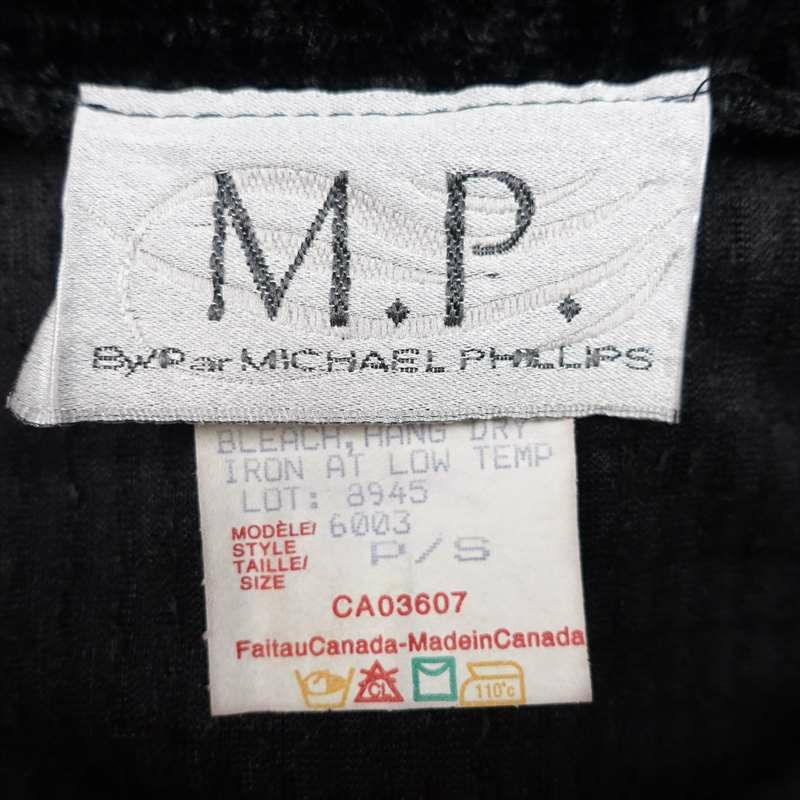 M.P.
By/Par MICHAEL PHILLIPS
BLEACH, HANG DRY
IRON AT LOW TEMP
LOT: 8945
MODÈLE/ 6003
STYLE
TAILLE/ P/S
SIZE
CA03607
FaitauCanada-MadeinCanada
CL 110°c